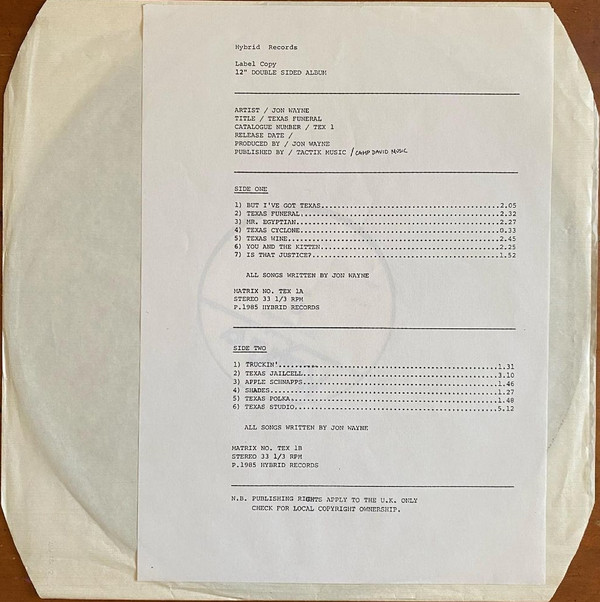 Hybrid Records
Label Copy
12" DOUBLE SIDED ALBUM
ARTIST / JON WAYNE
TITLE / TEXAS FUNERAL
CATALOGUE NUMBER / TEX 1
RELEASE DATE /
PRODUCED BY / JON WAYNE
PUBLISHED BY / TACTIK MUSIC / CAMP DAVID MUSIC
SIDE ONE
1) BUT I'VE GOT TEXAS...............................................2.05
2) TEXAS FUNERAL....................................................2.32
3) MR. EGYPTIAN.....................................................2.27
4) TEXAS CYCLONE....................................................0.33
5) TEXAS WINE.......................................................2.45
6) YOU AND THE KITTEN...............................................2.25
7) IS THAT JUSTICE?.................................................1.52
ALL SONGS WRITTEN BY JON WAYNE
MATRIX NO. TEX 1A
STEREO 33 1/3 RPM
P.1985 HYBRID RECORDS
SIDE TWO
1) TRUCKIN'.........................................................1.31
2) TEXAS JAILCELL...................................................3.10
3) APPLE SCHNAPPS...................................................1.46
4) SHADES...........................................................1.27
5) TEXAS POLKA......................................................1.48
6) TEXAS STUDIO.....................................................5.12
ALL SONGS WRITTEN BY JON WAYNE
MATRIX NO. TEX 1B
STEREO 33 1/3 RPM
P.1985 HYBRID RECORDS
N.B. PUBLISHING RIGHTS APPLY TO THE U.K. ONLY
CHECK FOR LOCAL COPYRIGHT OWNERSHIP.